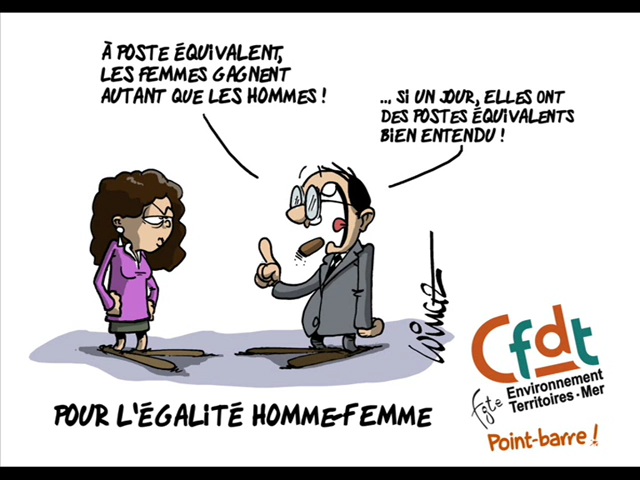 À POSTE ÉQUIVALENT,
LES FEMMES GAGNENT
AUTANT QUE LES HOMMES !
... SI UN JOUR, ELLES ONT
DES POSTES ÉQUIVALENTS
BIEN ENTENDU !
Cfdt
Fgte Environnement
Territoires - Mer
Point-barre !
POUR L'ÉGALITÉ HOMME-FEMME